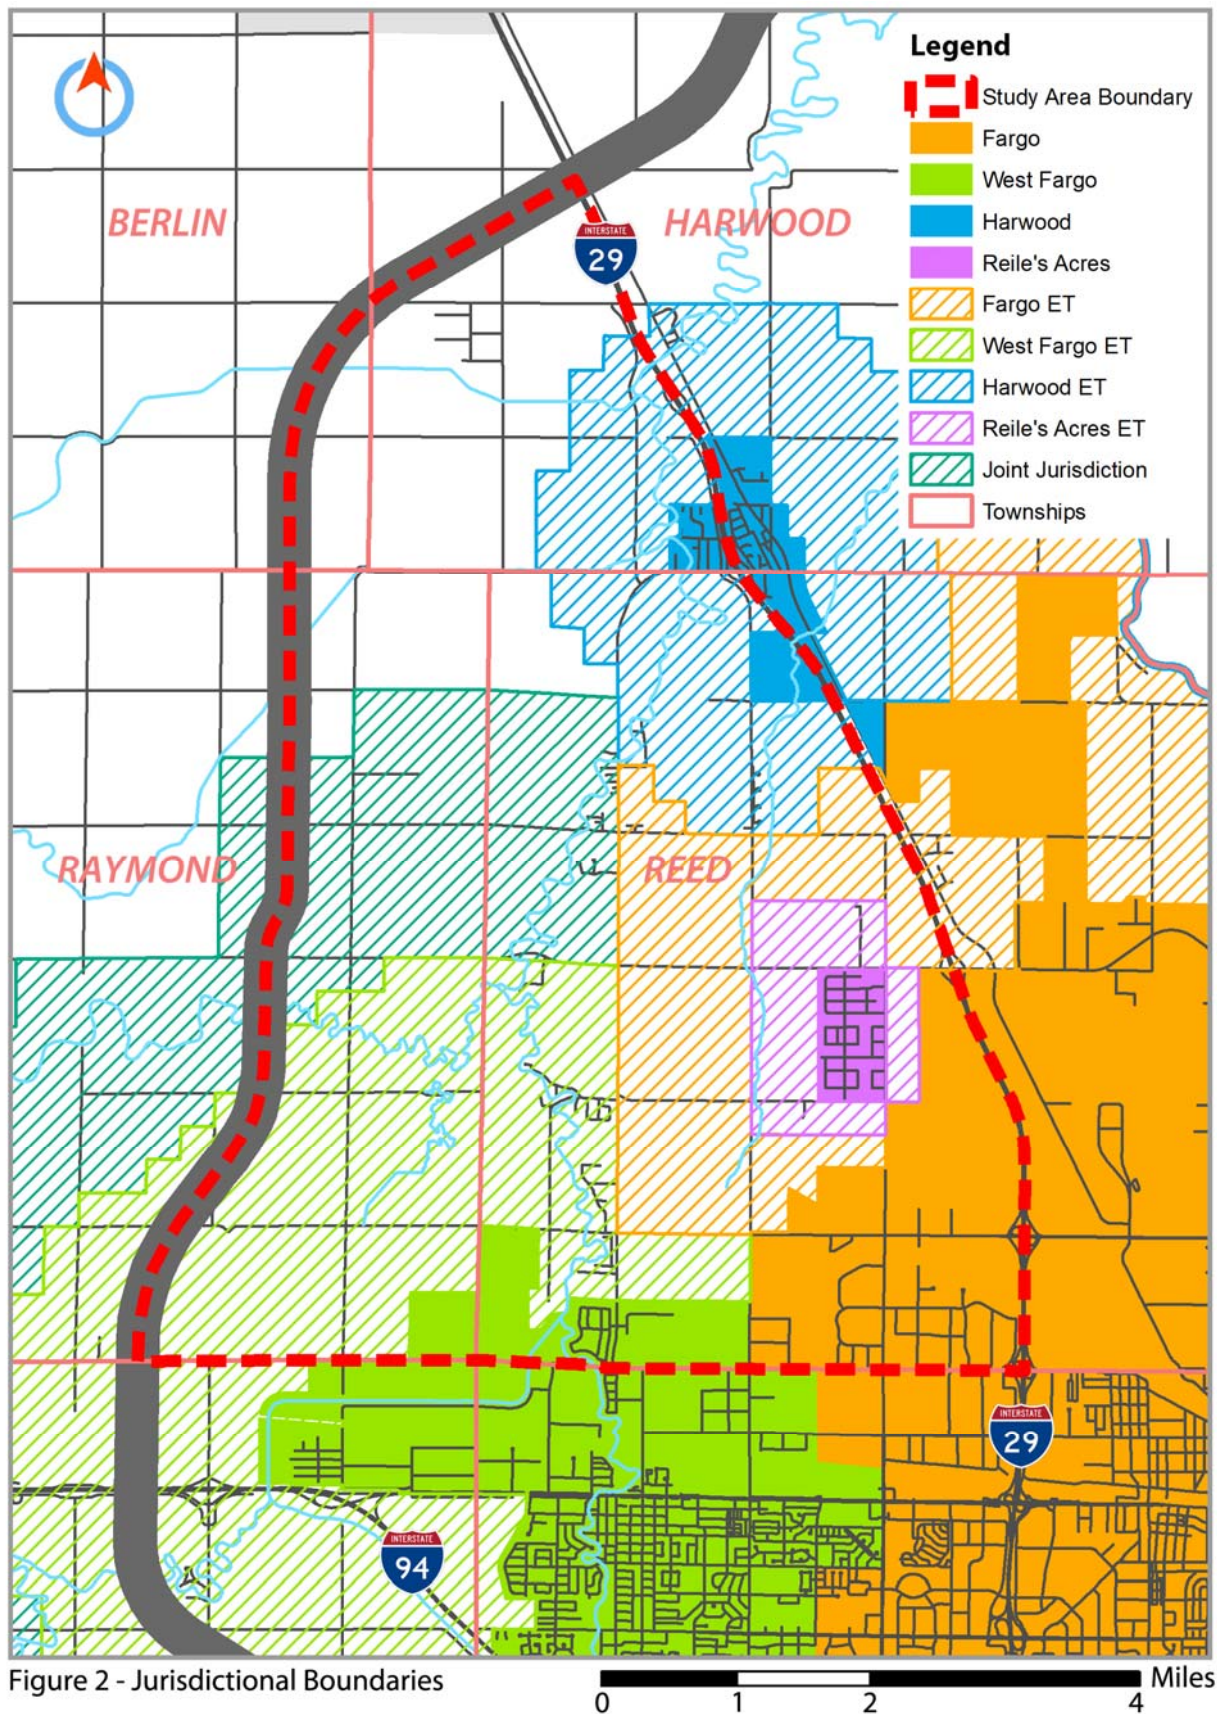 Legend
Study Area Boundary
Fargo
West Fargo
Harwood
Reile's Acres
Fargo ET
West Fargo ET
Harwood ET
Reile's Acres ET
Joint Jurisdiction
Townships
BERLIN
HARWOOD
INTERSTATE
29
RAYMOND
REED
INTERSTATE
29
INTERSTATE
94
Figure 2 - Jurisdictional Boundaries
Miles
0 1 2 4